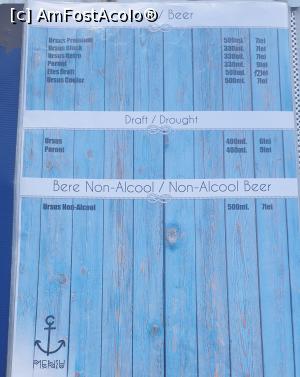 [c] AmFostAcolo®
/ Beer
Ursus Premium 500ml. 7lei
Ursus Black 330ml. 7lei
Ursus Retro 330ml. 7lei
Peroni 330ml. 9lei
Efes Draft 500ml.
Ursus Cooler 500ml. 7lei
Draft / Drought
Ursus 400ml. 6lei
Peroni 400ml. 9lei
Bere Non-Alcool / Non-Alcool Beer
Ursus Non-Alcool 500ml. 7lei
MENIU